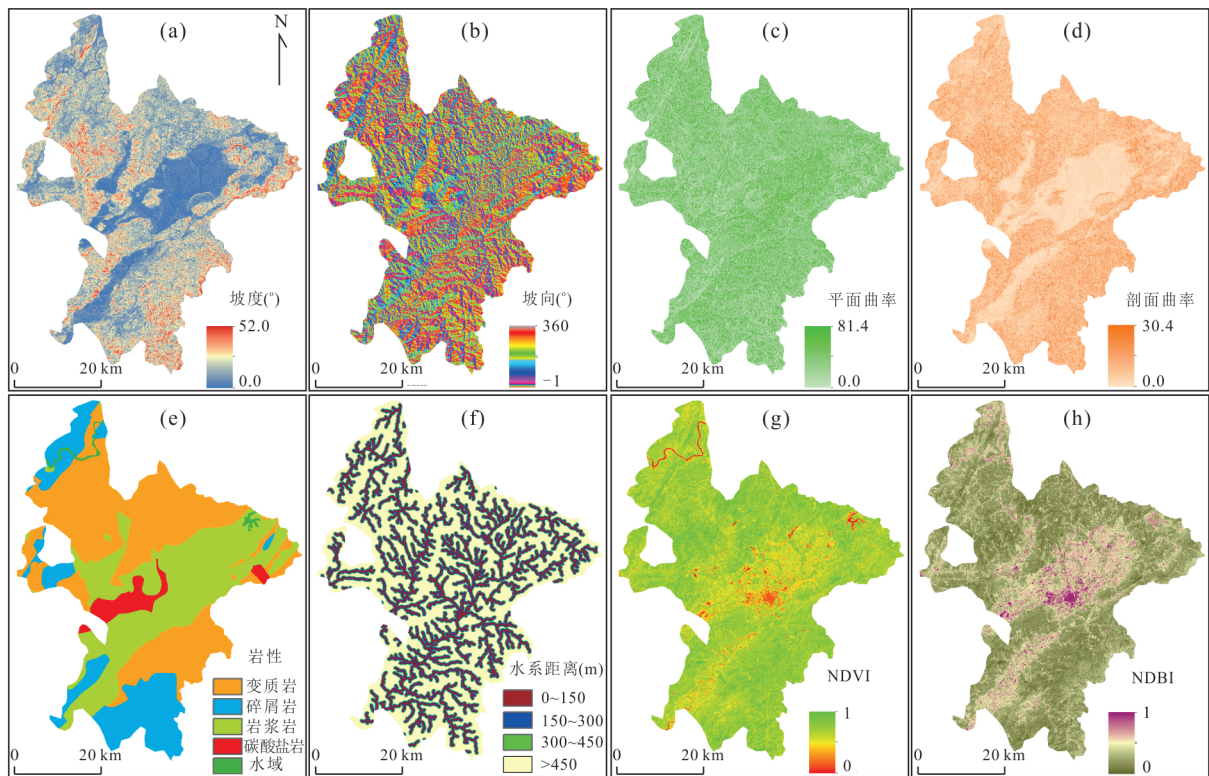 (a)
N
坡度(°)
52.0
0.0
0
20 km
(b)
坡向(°)
360
−1
0
20 km
(c)
平面曲率
81.4
0.0
0
20 km
(d)
剖面曲率
30.4
0.0
0
20 km
(e)
岩性
变质岩
碎屑岩
岩浆岩
碳酸盐岩
水域
0
20 km
(f)
水系距离(m)
0~150
150~300
300~450
>450
0
20 km
(g)
NDVI
1
0
0
20 km
(h)
NDBI
1
0
0
20 km